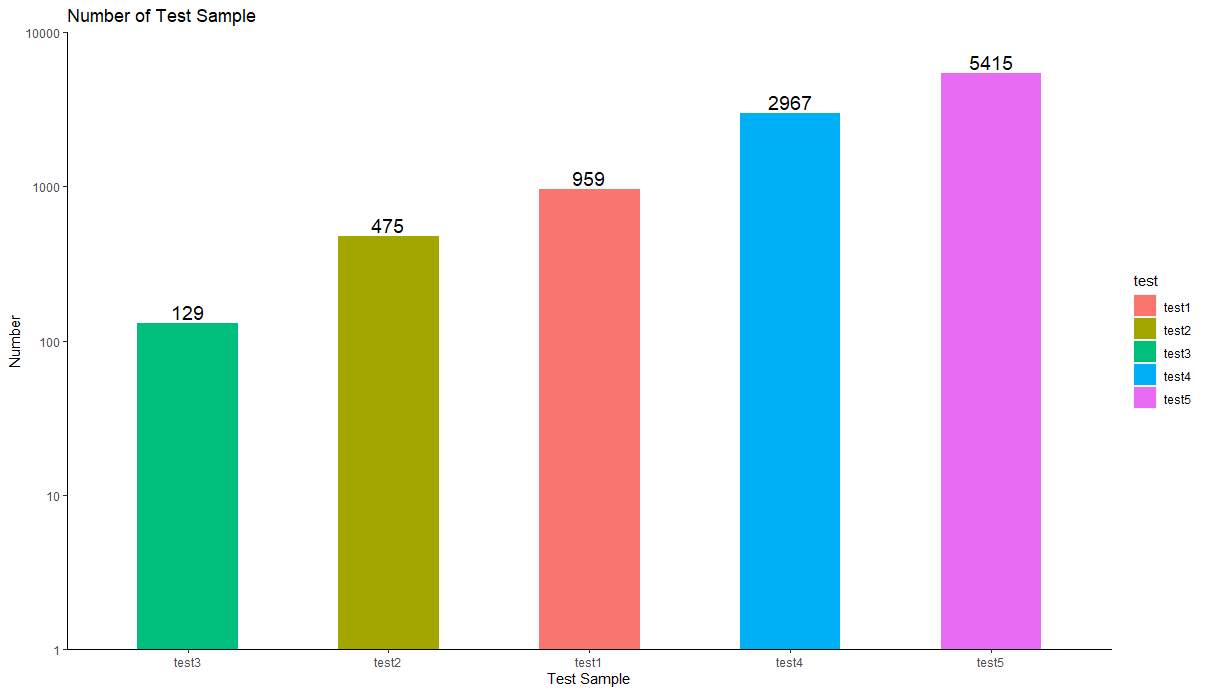 Number of Test Sample
10000
1000
100
10
1
Number
129
475
959
2967
5415
test3 test2 test1 test4 test5
Test Sample
test
test1
test2
test3
test4
test5